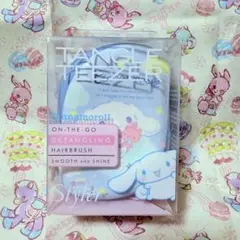 TANGLE
TEEZER
Cinnamoroll
ON-THE-GO
DETANGLING
HAIRBRUSH
SMOOTH AND SHINE
Styler